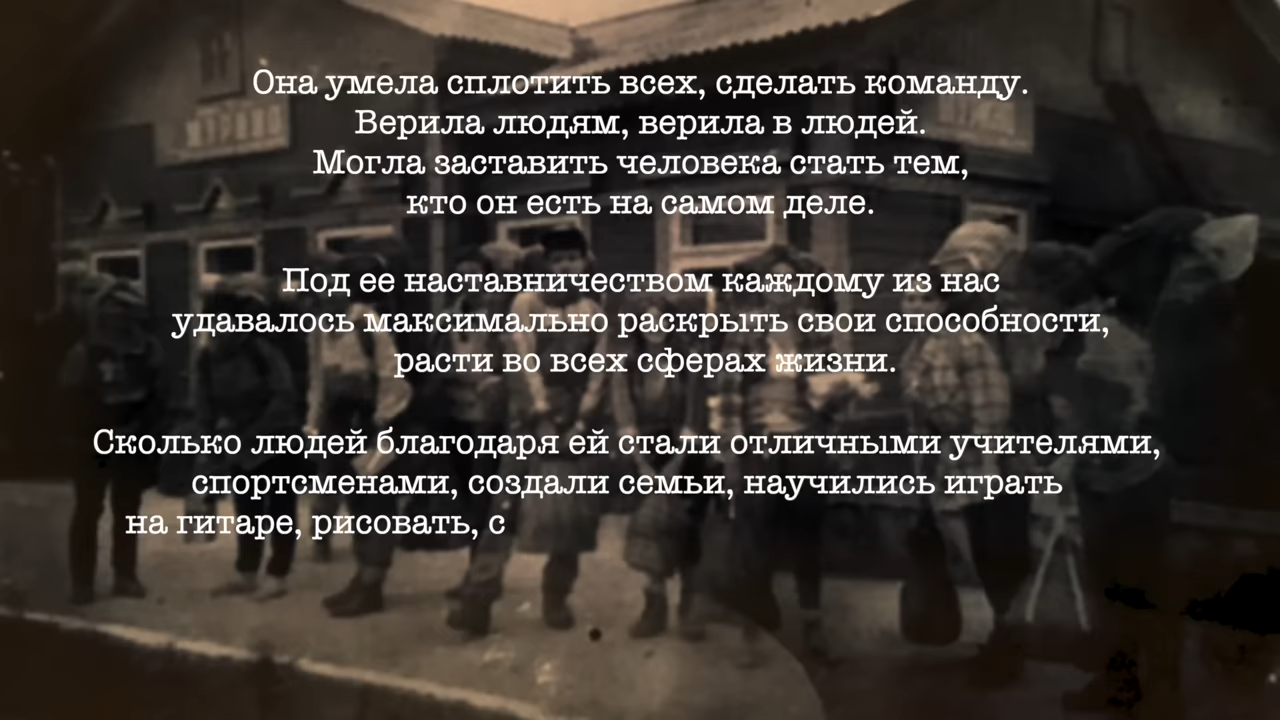 Она умела сплотить всех, сделать команду.
Верила людям, верила в людей.
Могла заставить человека стать тем,
кто он есть на самом деле.
Под ее наставничеством каждому из нас
удавалось максимально раскрыть свои способности,
расти во всех сферах жизни.
Сколько людей благодаря ей стали отличными учителями,
спортсменами, создали семьи, научились играть
на гитаре, рисовать, с